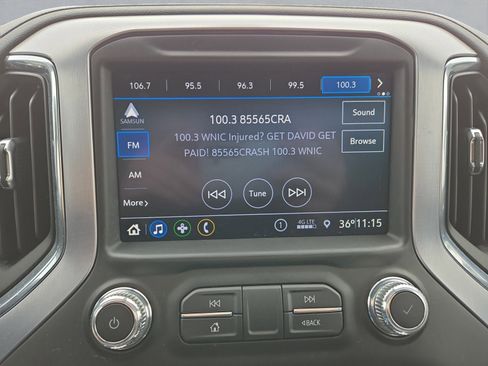 106.7 95.5 96.3 99.5 100.3
SAMSUN
100.3 85565CRA
Sound
FM
100.3 WNIC Injured? GET DAVID GET
PAID! 85565CRASH 100.3 WNIC
Browse
AM
More
Tune
1 4G LTE 36° 11:15
BACK